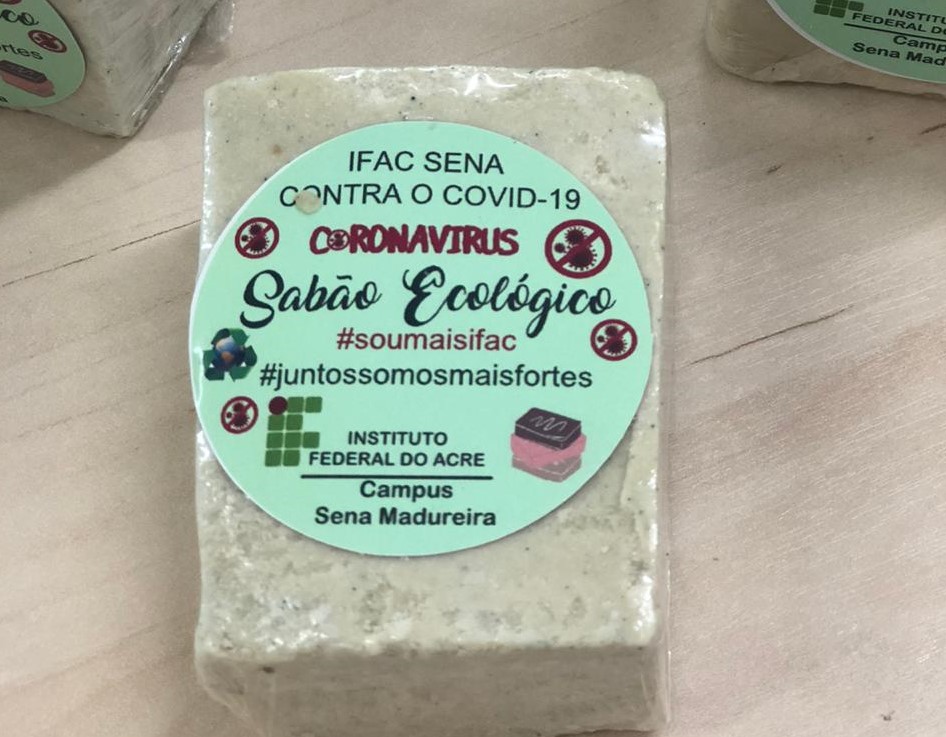 IFAC SENA
CONTRA O COVID-19
CORONAVIRUS
Sabão Ecológico
#soumaisifac
#juntossomosmaisfortes
INSTITUTO
FEDERAL DO ACRE
Campus
Sena Madureira